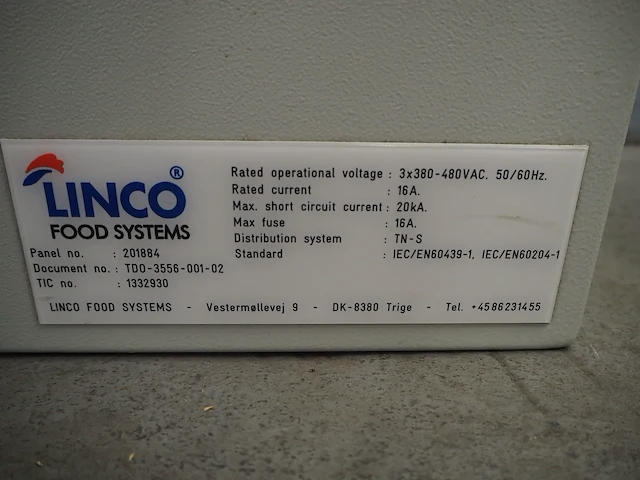 LINCO®
FOOD SYSTEMS
Panel no. : 201884
Document no. : TDO-3556-001-02
TIC no. : 1332930
Rated operational voltage : 3x380-480VAC. 50/60Hz.
Rated current : 16A.
Max. short circuit current : 20kA.
Max fuse : 16A.
Distribution system : TN-S
Standard : IEC/EN60439-1, IEC/EN60204-1
LINCO FOOD SYSTEMS - Vestermøllevej 9 - DK-8380 Trige - Tel. +4586231455